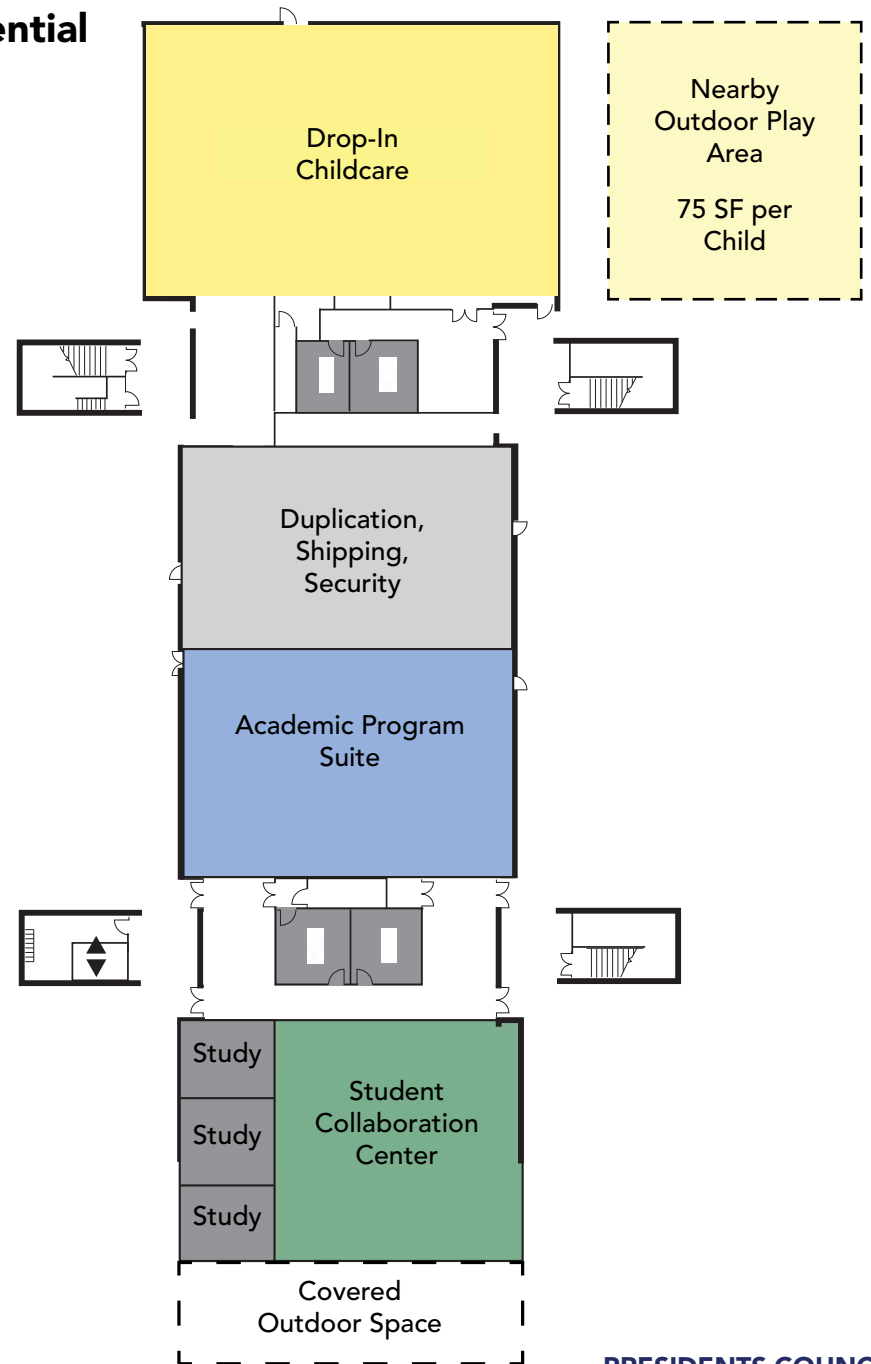 ential
Drop-In
Childcare
Nearby
Outdoor Play
Area
75 SF per
Child
Duplication,
Shipping,
Security
Academic Program
Suite
Study
Study
Study
Student
Collaboration
Center
Covered
Outdoor Space